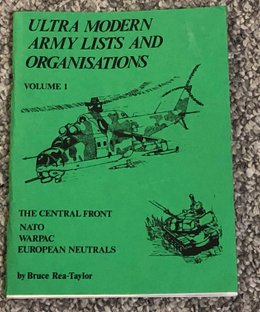 ULTRA MODERN
ARMY LISTS AND
ORGANISATIONS
VOLUME 1
THE CENTRAL FRONT
NATO
WARPAC
EUROPEAN NEUTRALS
by Bruce Rea-Taylor